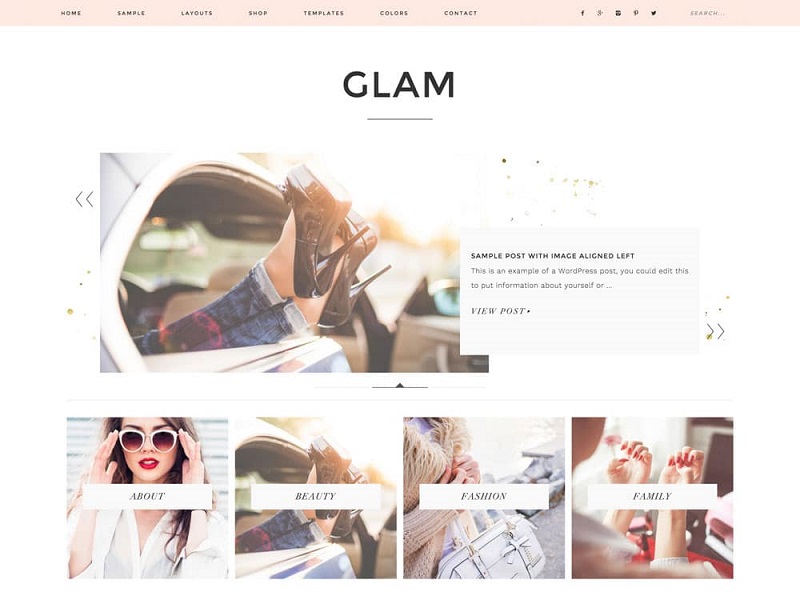 HOME SAMPLE LAYOUTS SHOP TEMPLATES COLORS CONTACT SEARCH...
GLAM
SAMPLE POST WITH IMAGE ALIGNED LEFT
This is an example of a WordPress post, you could edit this
to put information about yourself or ...
VIEW POST
ABOUT BEAUTY FASHION FAMILY